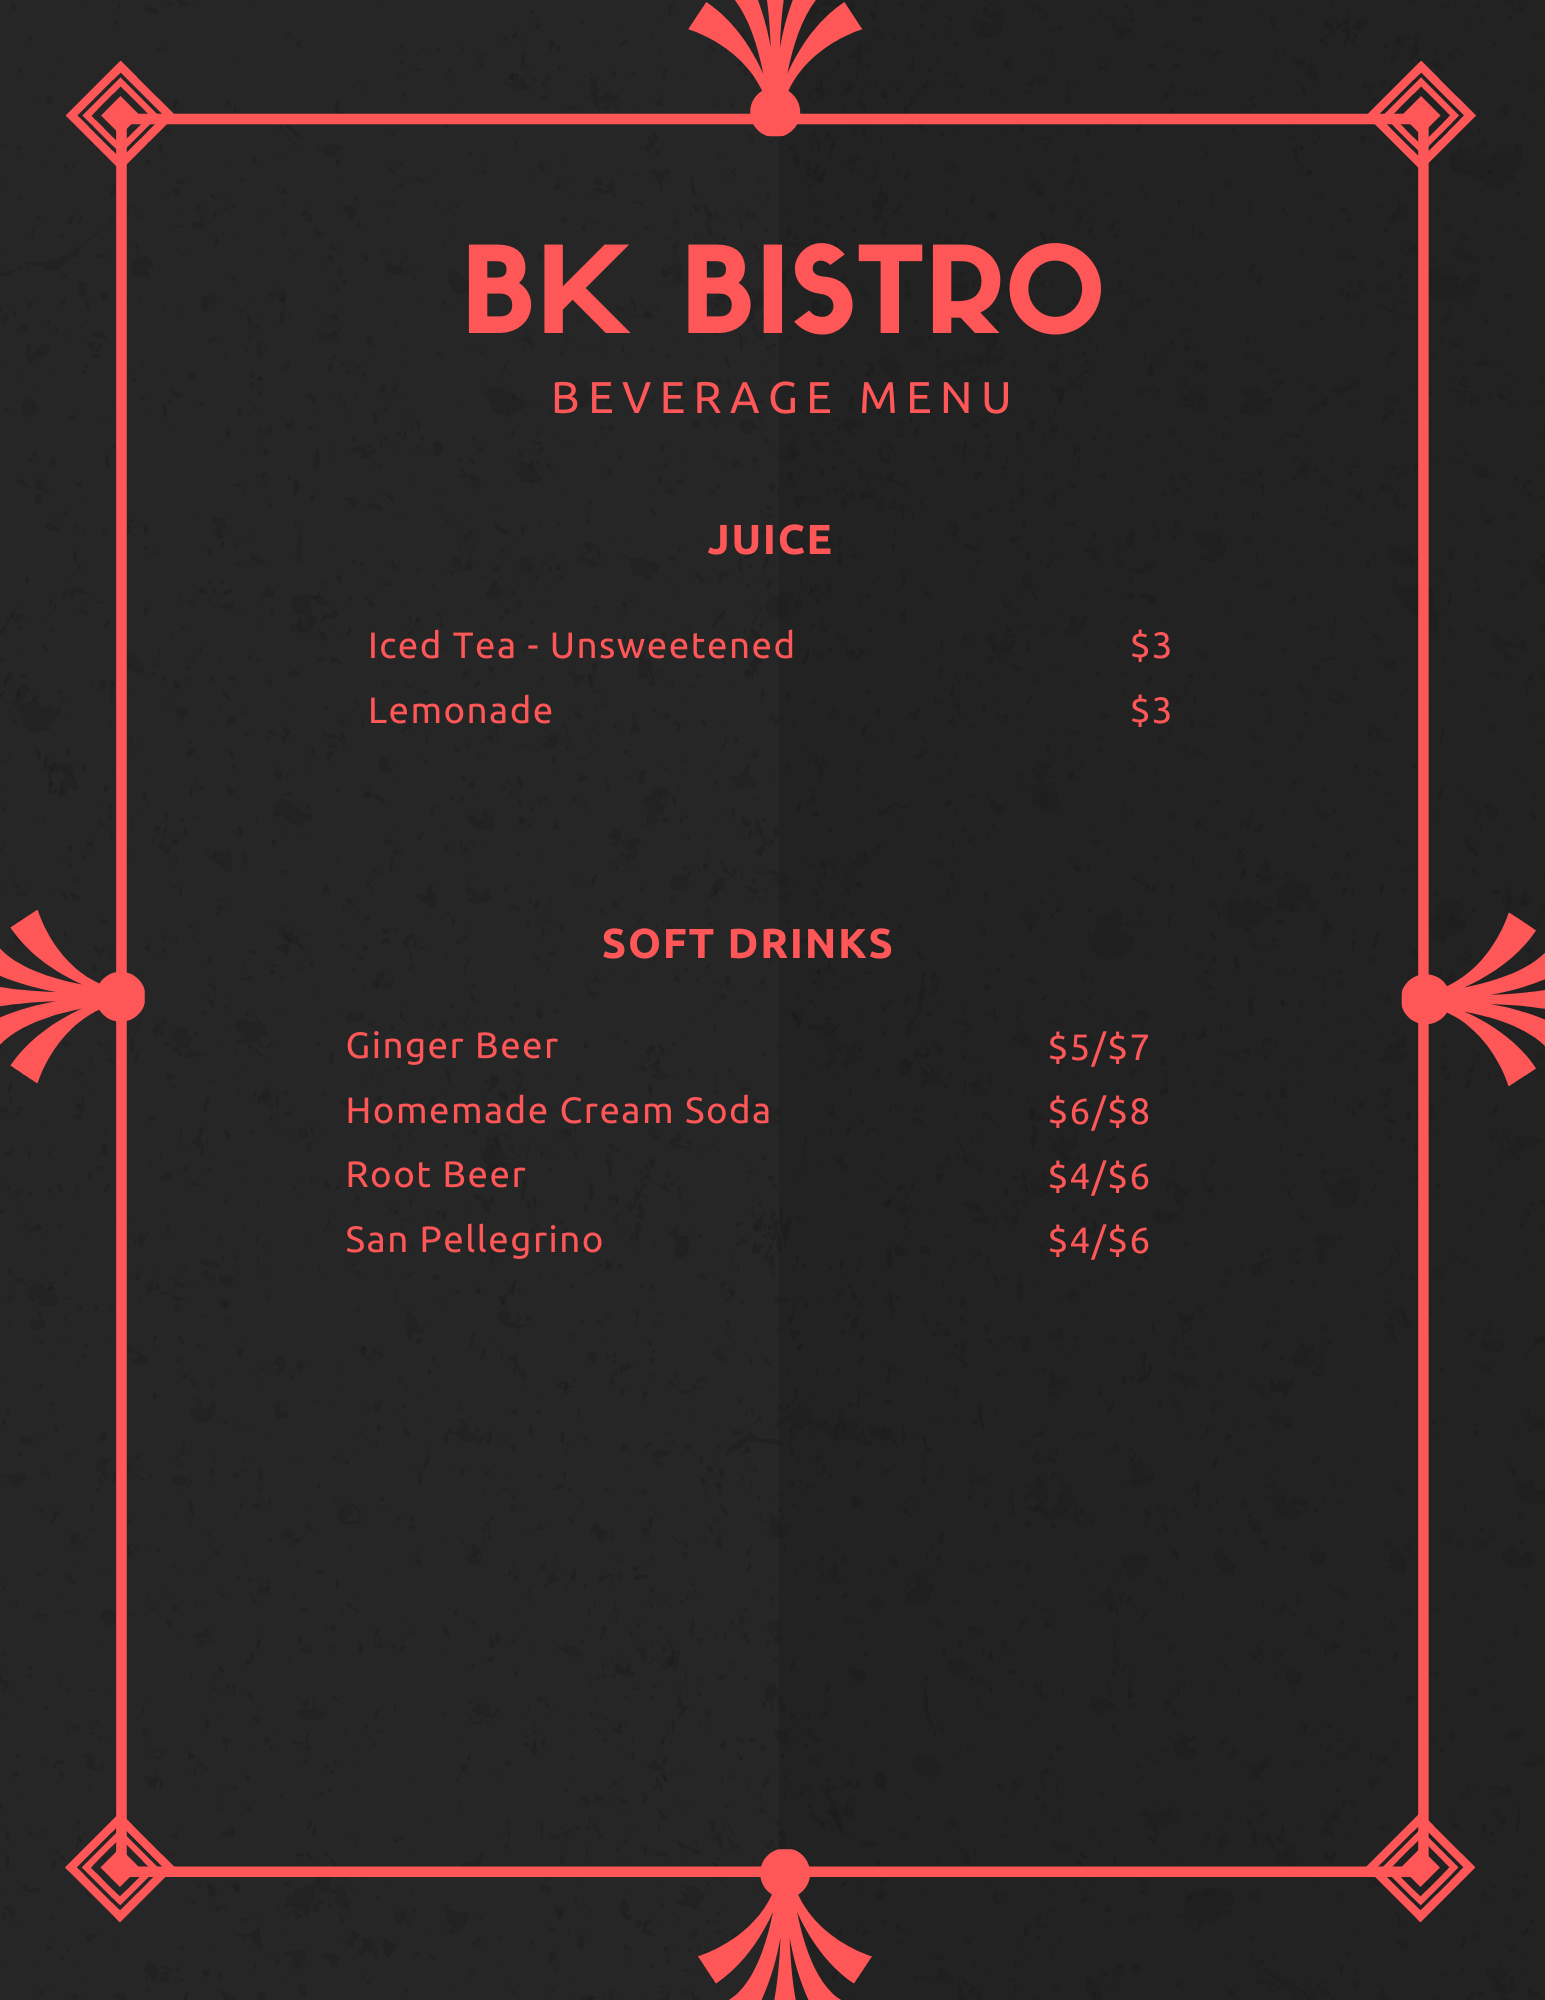 BK BISTRO
BEVERAGE MENU
JUICE
Iced Tea - Unsweetened $3
Lemonade $3
SOFT DRINKS
Ginger Beer $5/$7
Homemade Cream Soda $6/$8
Root Beer $4/$6
San Pellegrino $4/$6